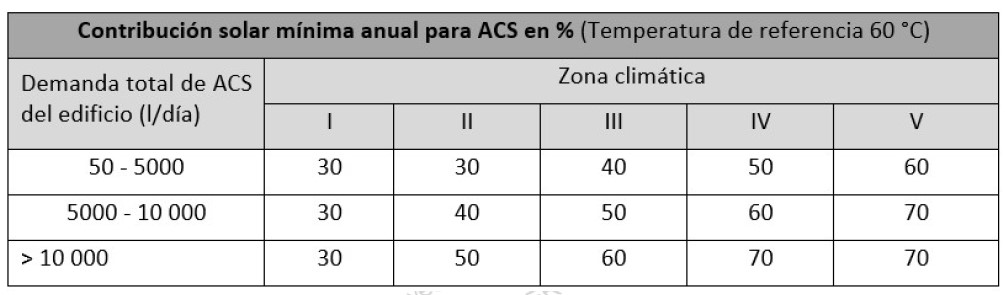 Contribución solar mínima anual para ACS en % (Temperatura de referencia 60 °C)
Demanda total de ACS
del edificio (l/día)
Zona climática
I II III IV V
50 - 5000 30 30 40 50 60
5000 - 10 000 30 40 50 60 70
> 10 000 30 50 60 70 70